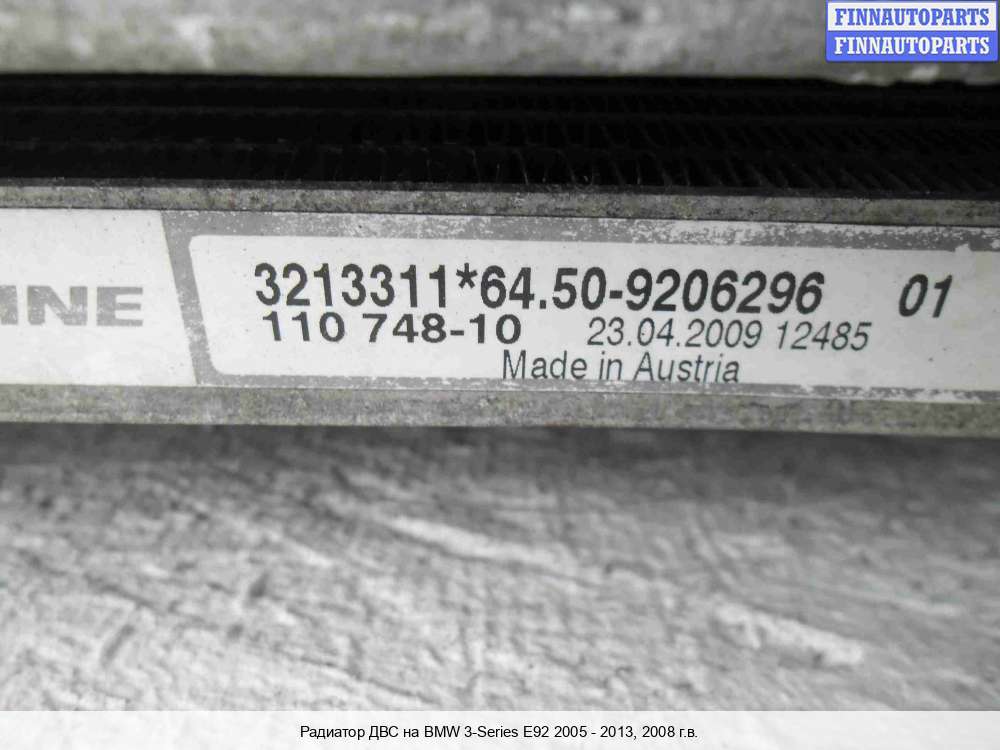 FINNAUTOPARTS
FINNAUTOPARTS
3213311*64.50-9206296 01
110 748-10 23.04.2009 12485
Made in Austria
Радиатор ДВС на BMW 3-Series E92 2005 - 2013, 2008 г.в.